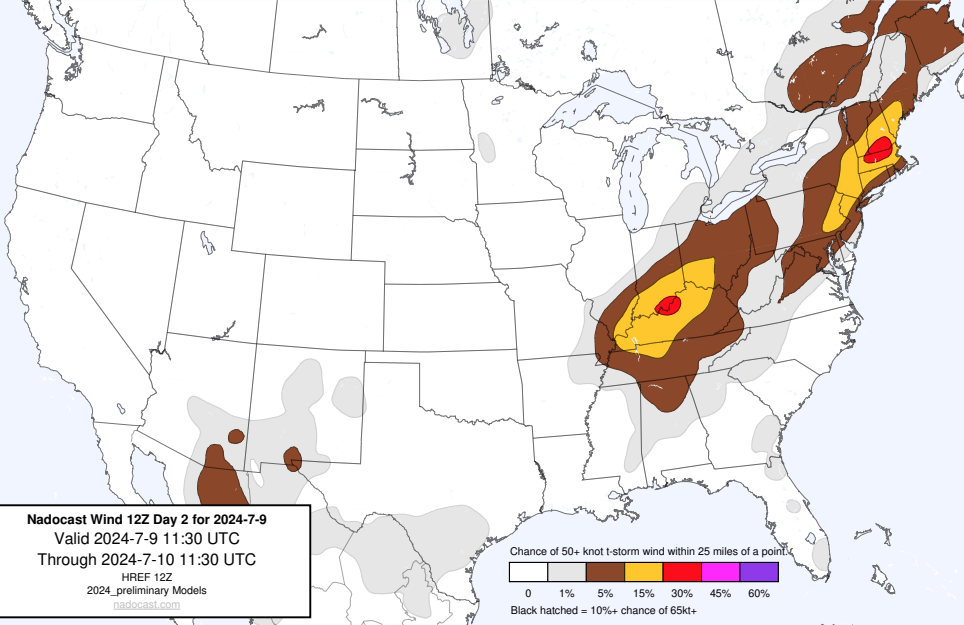 Nadocast Wind 12Z Day 2 for 2024-7-9
Valid 2024-7-9 11:30 UTC
Through 2024-7-10 11:30 UTC
HREF 12Z
2024_preliminary Models
nadocast.com
Chance of 50+ knot t-storm wind within 25 miles of a point.
0 1% 5% 15% 30% 45% 60%
Black hatched = 10%+ chance of 65kt+